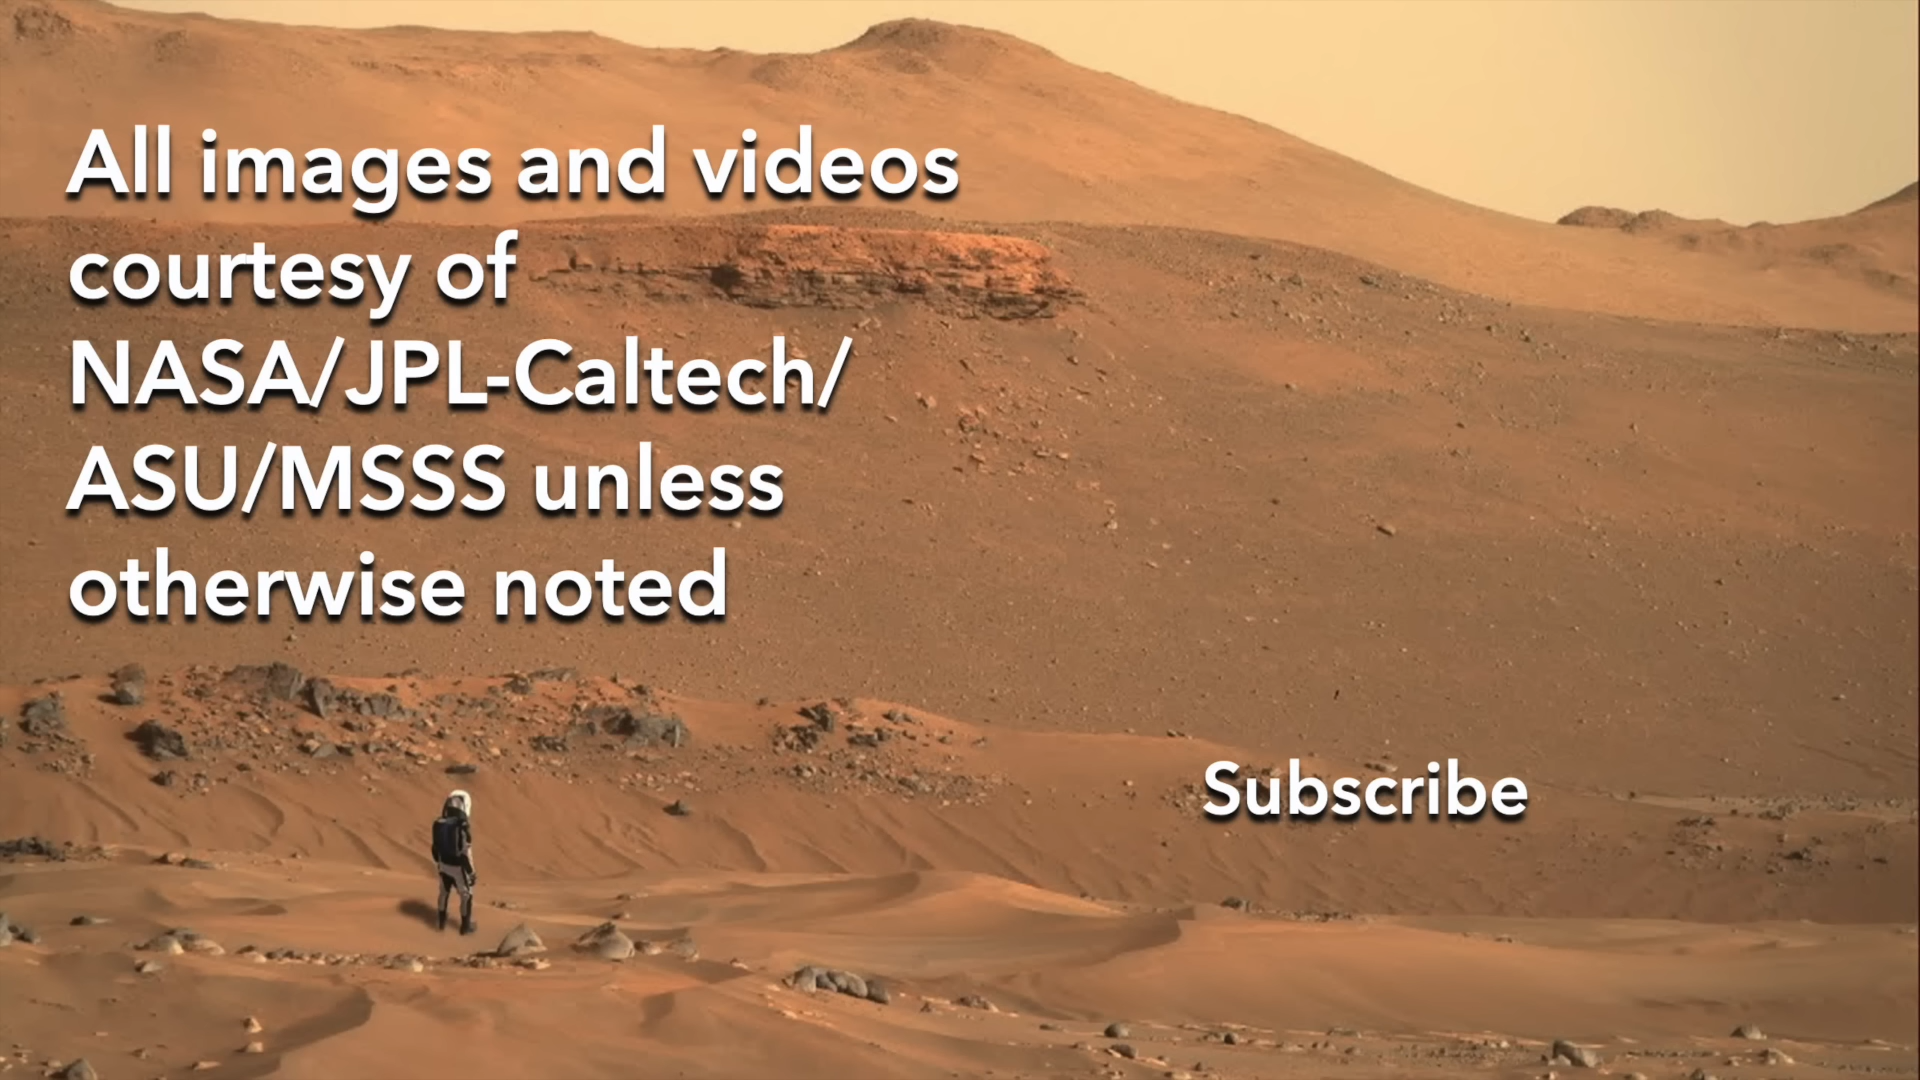 All images and videos
courtesy of
NASA/JPL-Caltech/
ASU/MSSS unless
otherwise noted
Subscribe